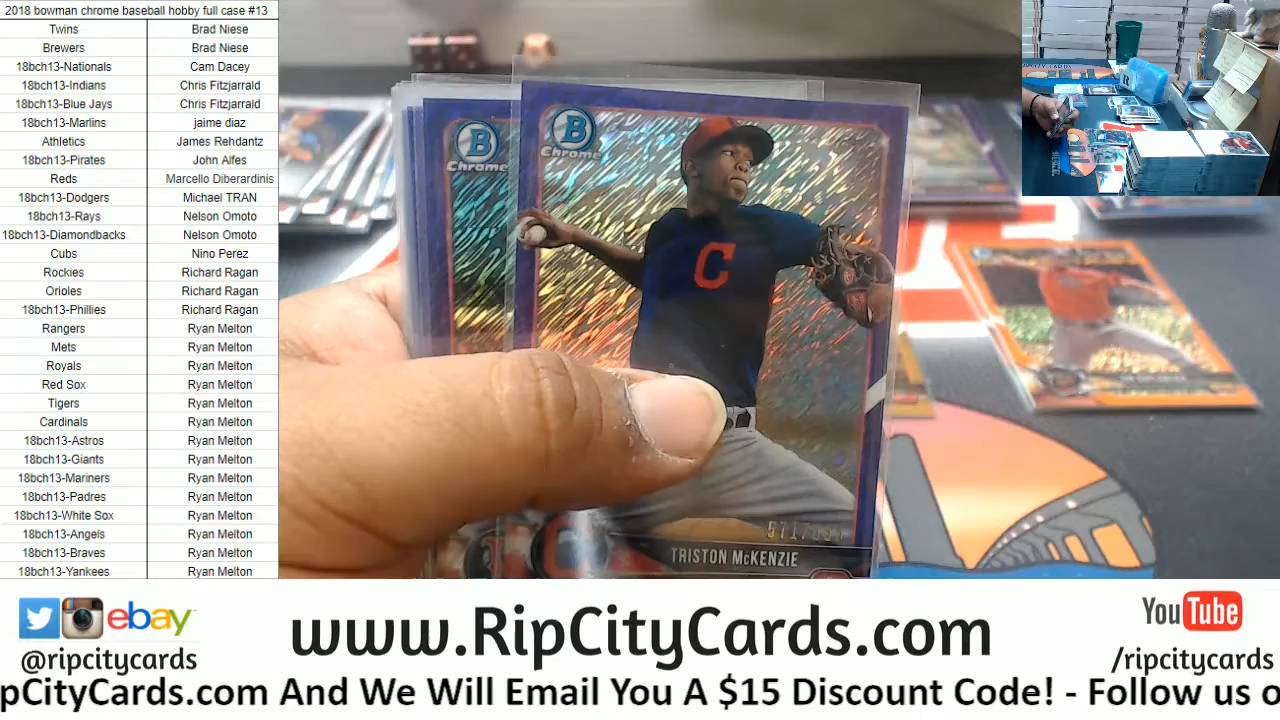 2018 bowman chrome baseball hobby full case #13
Twins Brad Niese
Brewers Brad Niese
18bch13-Nationals Cam Dacey
18bch13-Indians Chris Fitzjarrald
18bch13-Blue Jays Chris Fitzjarrald
18bch13-Marlins jaime diaz
Athletics James Rehdantz
18bch13-Pirates John Alfes
Reds Marcello Diberardinis
18bch13-Dodgers Michael TRAN
18bch13-Rays Nelson Omoto
18bch13-Diamondbacks Nelson Omoto
Cubs Nino Perez
Rockies Richard Ragan
Orioles Richard Ragan
18bch13-Phillies Richard Ragan
Rangers Ryan Melton
Mets Ryan Melton
Royals Ryan Melton
Red Sox Ryan Melton
Tigers Ryan Melton
Cardinals Ryan Melton
18bch13-Astros Ryan Melton
18bch13-Giants Ryan Melton
18bch13-Mariners Ryan Melton
18bch13-Padres Ryan Melton
18bch13-White Sox Ryan Melton
18bch13-Angels Ryan Melton
18bch13-Braves Ryan Melton
18bch13-Yankees Ryan Melton
B Chrome
B Chrome
C
TRISTON McKENZIE
ebay
@ripcitycards
www.RipCityCards.com
YouTube
/ripcitycards
pCityCards.com And We Will Email You A $15 Discount Code! - Follow us o